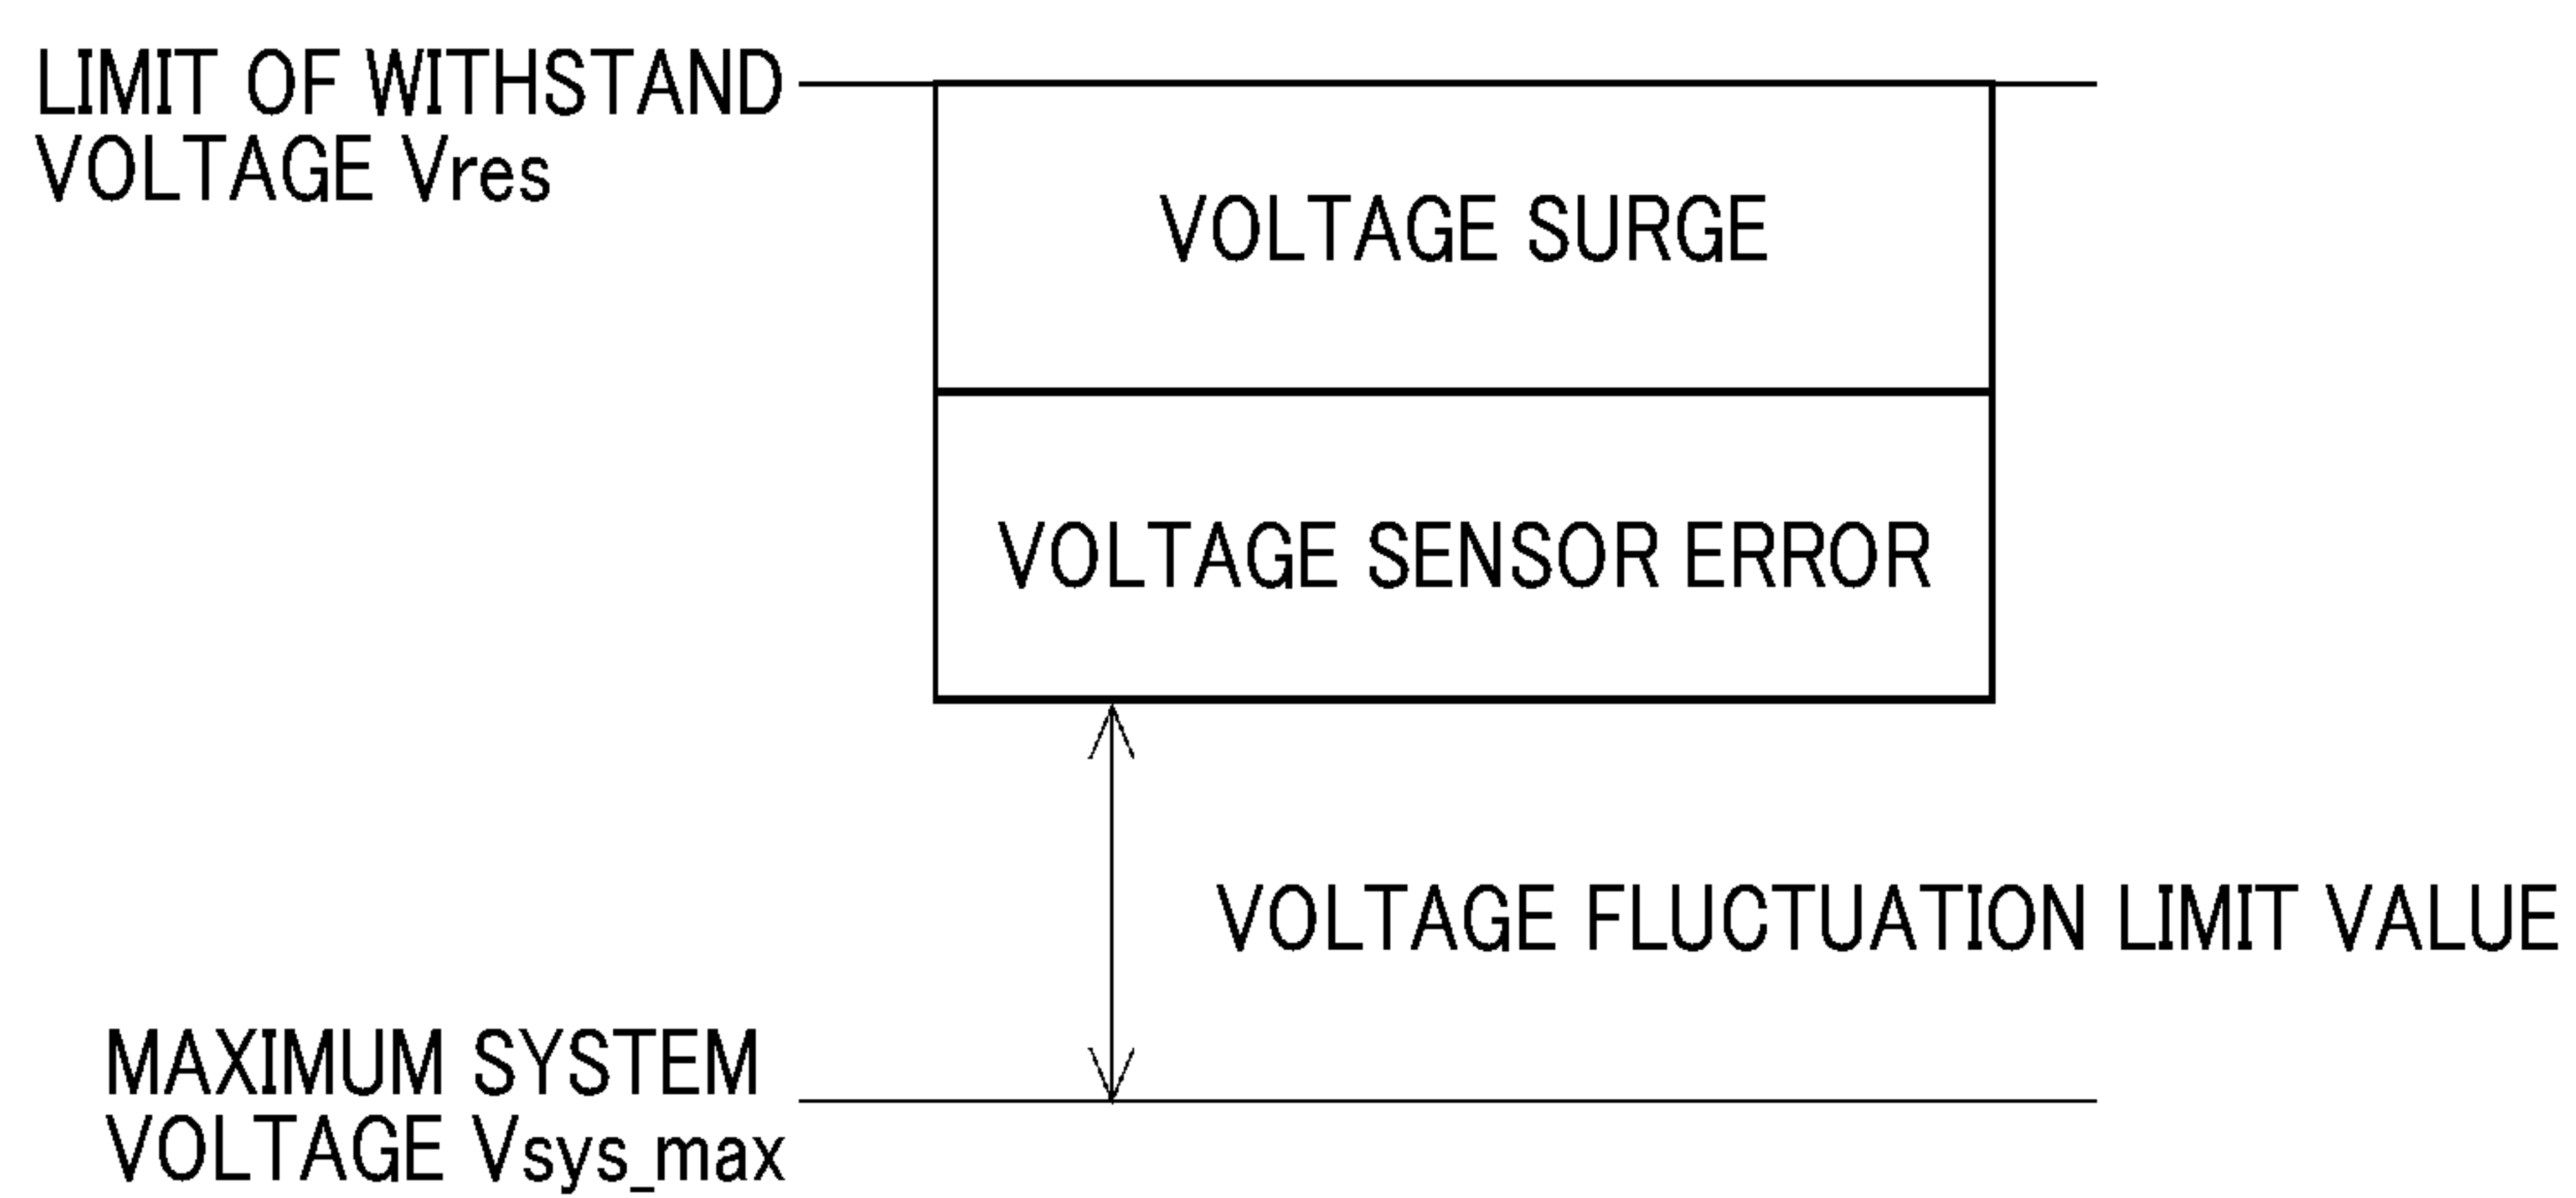 LIMIT OF WITHSTAND
VOLTAGE Vres
VOLTAGE SURGE
VOLTAGE SENSOR ERROR
VOLTAGE FLUCTUATION LIMIT VALUE
MAXIMUM SYSTEM
VOLTAGE Vsys_max